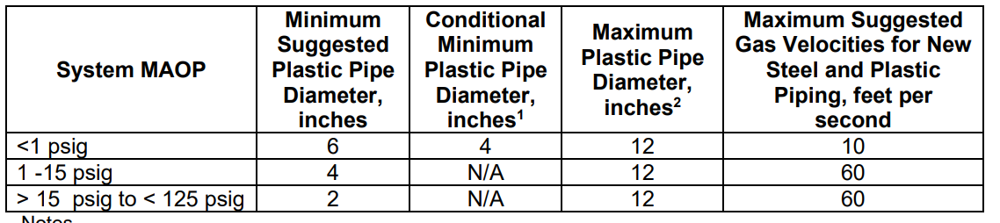 System MAOP
Minimum
Suggested
Plastic Pipe
Diameter,
inches
Conditional
Minimum
Plastic Pipe
Diameter,
inches1
Maximum
Plastic Pipe
Diameter,
inches2
Maximum Suggested
Gas Velocities for New
Steel and Plastic
Piping, feet per
second
<1 psig 6 4 12 10
1 -15 psig 4 N/A 12 60
> 15 psig to < 125 psig 2 N/A 12 60
Notes